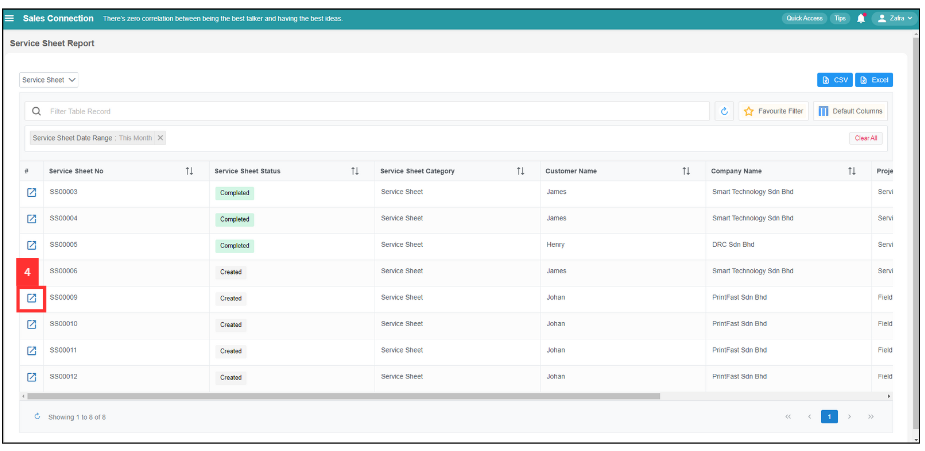 Sales Connection There's zero correlation between being the best talker and having the best ideas. Quick Access Tips Zafra
Service Sheet Report
Service Sheet CSV Excel
Filter Table Record Favourite Filter Default Columns
Service Sheet Date Range : This Month Clear All
# Service Sheet No Service Sheet Status Service Sheet Category Customer Name Company Name Proje
SS00003 Completed Service Sheet James Smart Technology Sdn Bhd Servi
SS00004 Completed Service Sheet James Smart Technology Sdn Bhd Servi
SS00005 Completed Service Sheet Henry DRC Sdn Bhd Servi
4 SS00006 Created Service Sheet James Smart Technology Sdn Bhd Servi
SS00009 Created Service Sheet Johan PrintFast Sdn Bhd Field
SS00010 Created Service Sheet Johan PrintFast Sdn Bhd Field
SS00011 Created Service Sheet Johan PrintFast Sdn Bhd Field
SS00012 Created Service Sheet Johan PrintFast Sdn Bhd Field
Showing 1 to 8 of 8 « < 1 > »